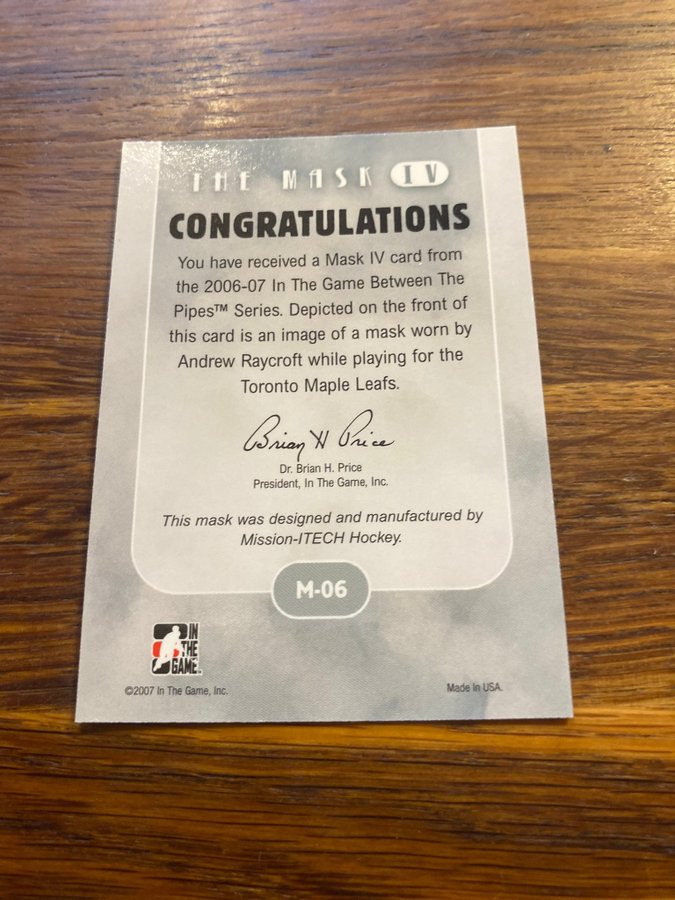 THE MASK IV
CONGRATULATIONS
You have received a Mask IV card from
the 2006-07 In The Game Between The
Pipes™ Series. Depicted on the front of
this card is an image of a mask worn by
Andrew Raycroft while playing for the
Toronto Maple Leafs.
Brian H Price
Dr. Brian H. Price
President, In The Game, Inc.
This mask was designed and manufactured by
Mission-ITECH Hockey.
M-06
IN
THE
GAME
©2007 In The Game, Inc.
Made in USA.